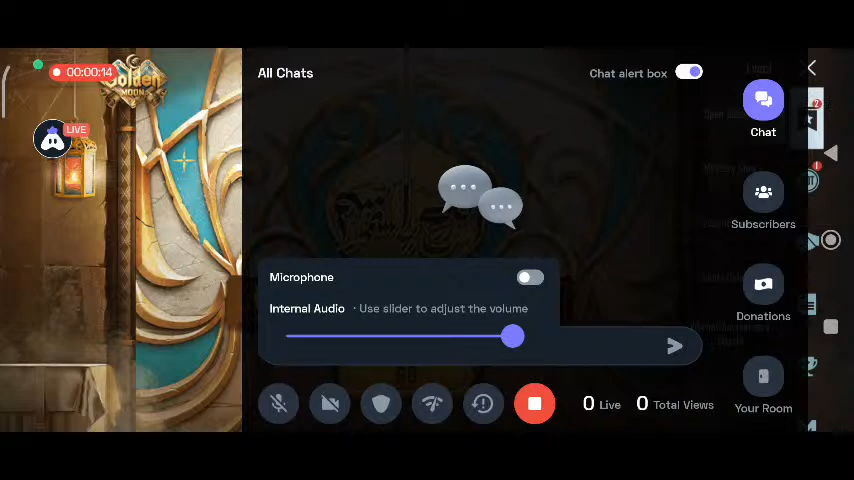 00:00:14
Golden
MOON
LIVE
All Chats
Chat alert box
Chat
Subscribers
Microphone
Internal Audio · Use slider to adjust the volume
Donations
0 Live
0 Total Views
Your Room